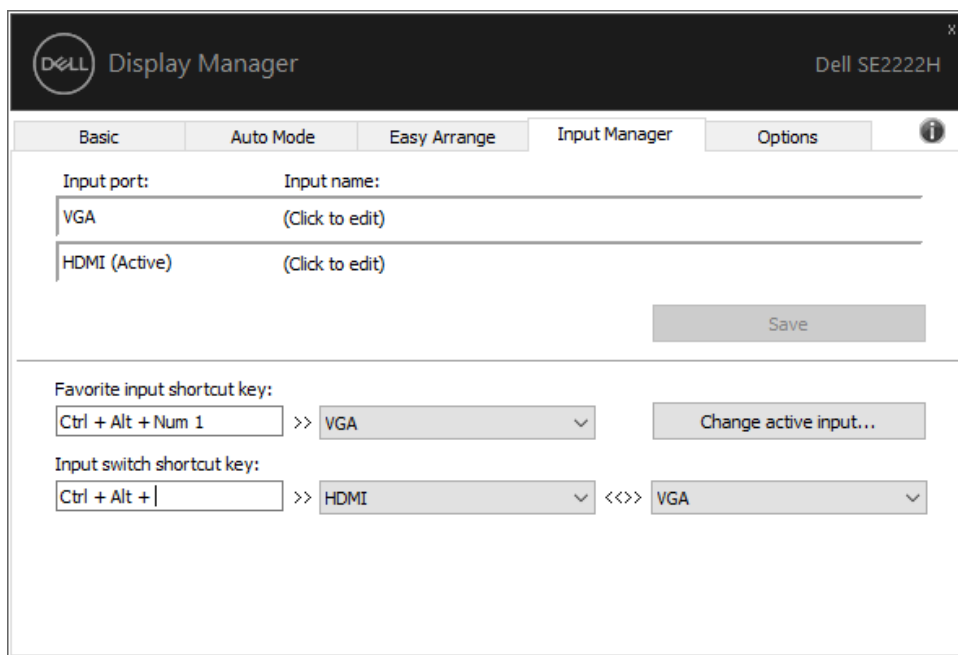 x
DELL Display Manager Dell SE2222H
Basic Auto Mode Easy Arrange Input Manager Options i
Input port: Input name:
VGA (Click to edit)
HDMI (Active) (Click to edit)
Save
Favorite input shortcut key:
Ctrl + Alt + Num 1 >> VGA Change active input...
Input switch shortcut key:
Ctrl + Alt + >> HDMI <<>> VGA